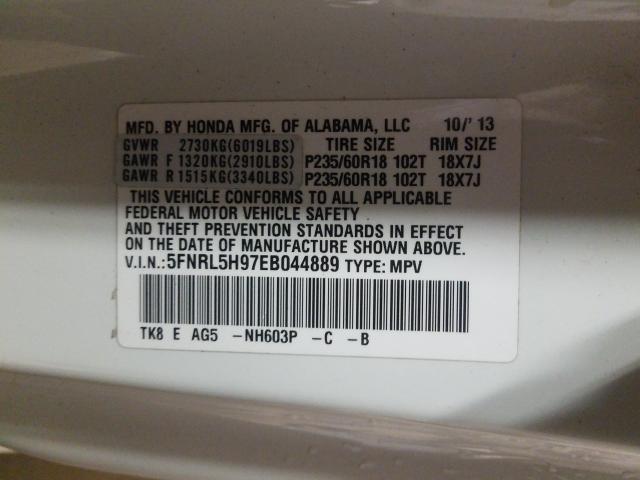 MFD. BY HONDA MFG. OF ALABAMA, LLC 10/'13
GVWR 2730KG(6019LBS) TIRE SIZE RIM SIZE
GAWR F 1320KG(2910LBS) P235/60R18 102T 18X7J
GAWR R 1515KG(3340LBS) P235/60R18 102T 18X7J
THIS VEHICLE CONFORMS TO ALL APPLICABLE
FEDERAL MOTOR VEHICLE SAFETY
AND THEFT PREVENTION STANDARDS IN EFFECT
ON THE DATE OF MANUFACTURE SHOWN ABOVE.
V.I.N.:5FNRL5H97EB044889 TYPE: MPV
TK8 E AG5 -NH603P -C -B